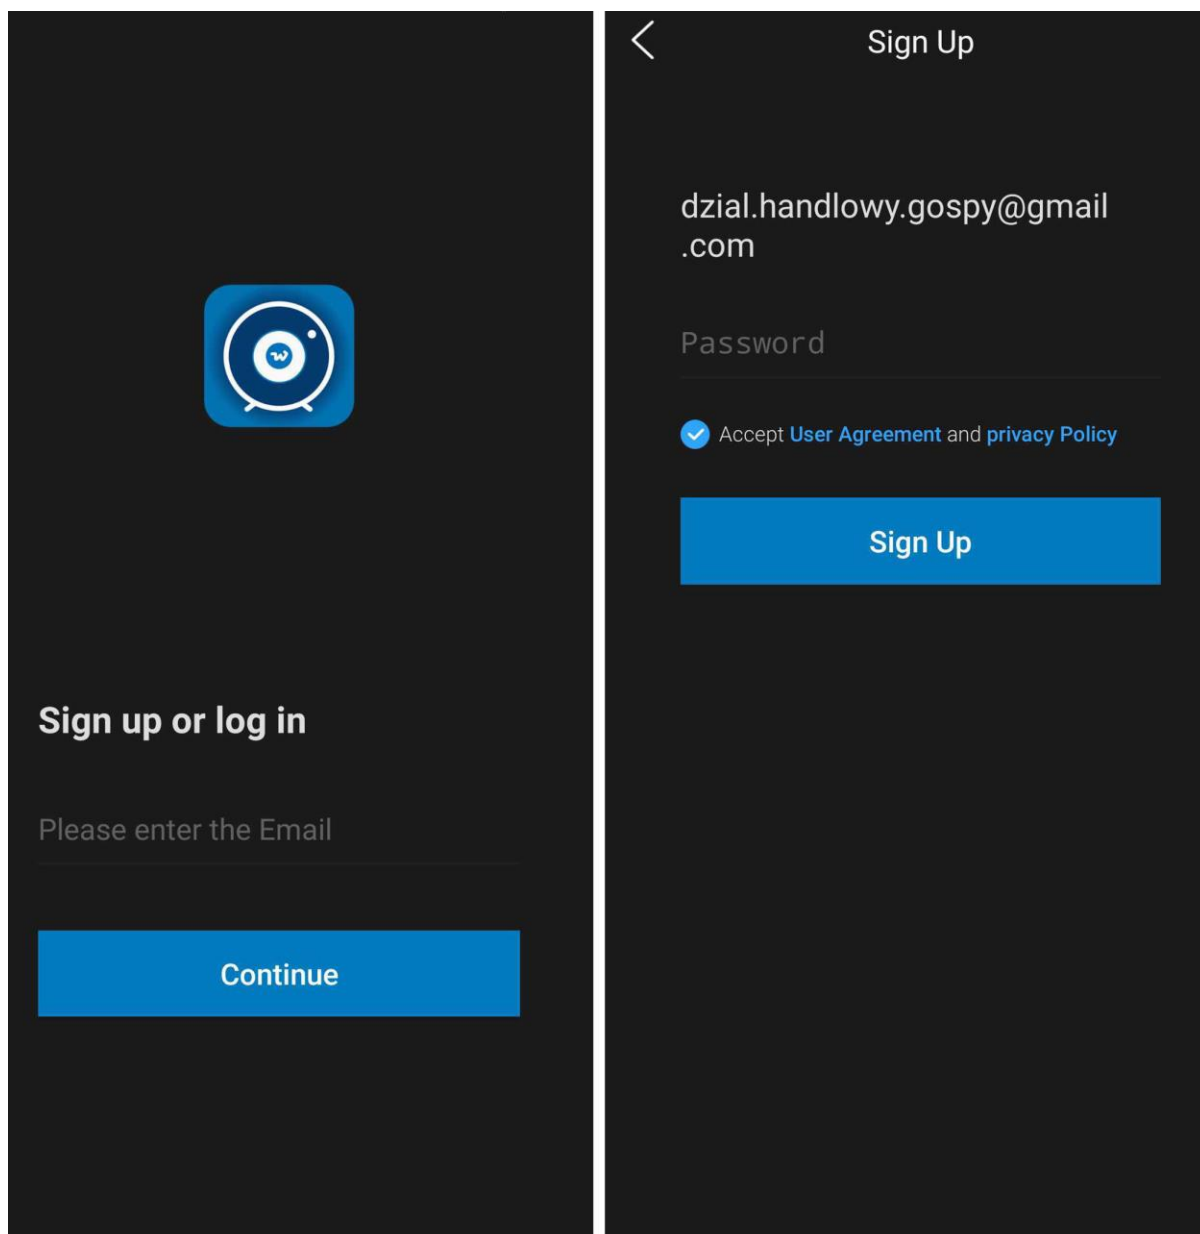 Sign up or log in
Please enter the Email
Continue
Sign Up
dzial.handlowy.gospy@gmail
.com
Password
Accept User Agreement and privacy Policy
Sign Up